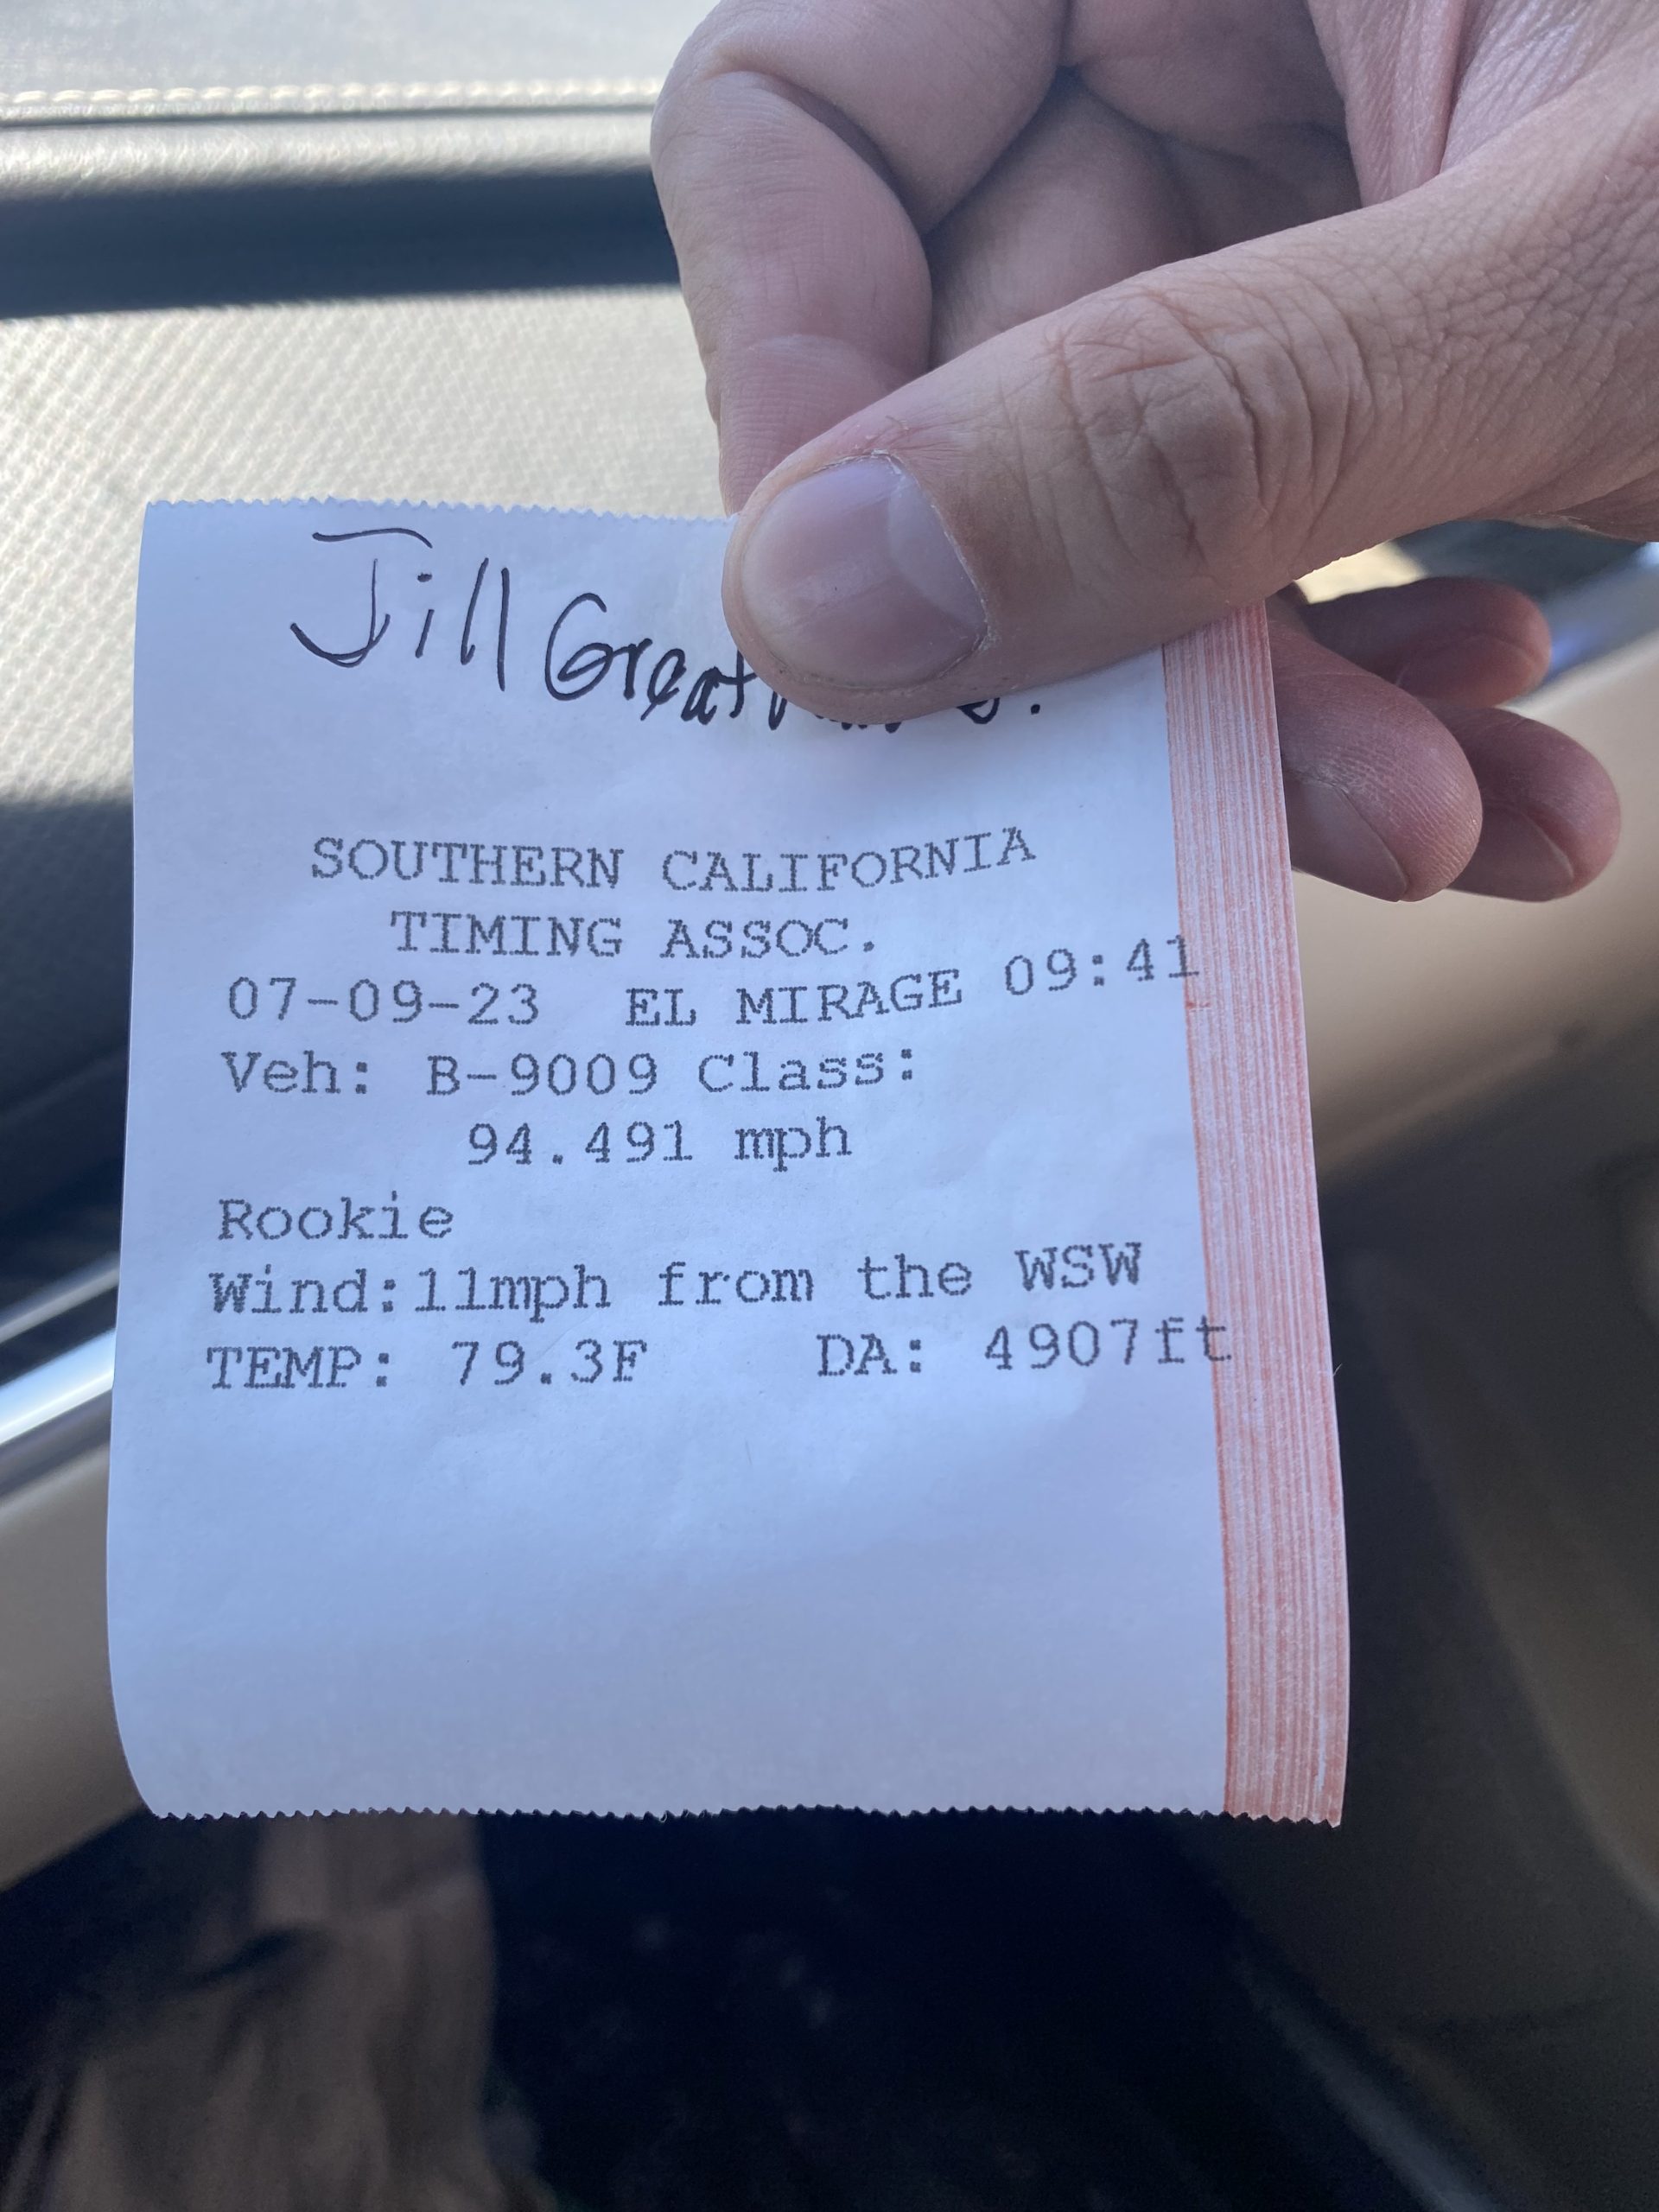 Jill Great
SOUTHERN CALIFORNIA
TIMING ASSOC.
07-09-23 EL MIRAGE 09:41
Veh: B-9009 Class:
94.491 mph
Rookie
Wind:11mph from the WSW
TEMP: 79.3F DA: 4907ft